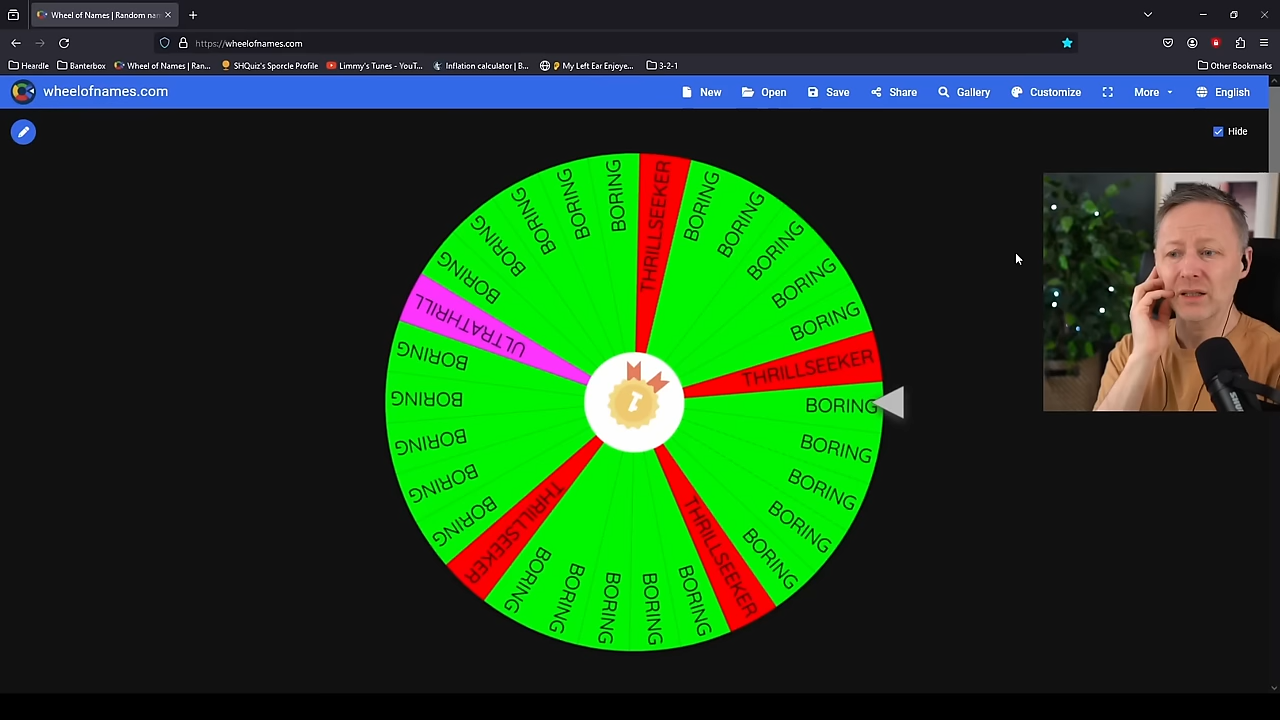 Wheel of Names | Random nam
https://wheelofnames.com
Heardle
Banterbox
Wheel of Names | Ran...
SHQuiz's Sporcle Profile
Limmy's Tunes - YouT...
Inflation calculator | B...
My Left Ear Enjoye...
3-2-1
Other Bookmarks
wheelofnames.com
New
Open
Save
Share
Gallery
Customize
More
English
Hide
THRILLSEEKER
BORING
BORING
BORING
BORING
BORING
THRILLSEEKER
BORING
BORING
BORING
BORING
BORING
THRILLSEEKER
BORING
BORING
BORING
BORING
BORING
THRILLSEEKER
BORING
BORING
BORING
BORING
BORING
ULTRATHRILL
BORING
BORING
BORING
BORING
BORING